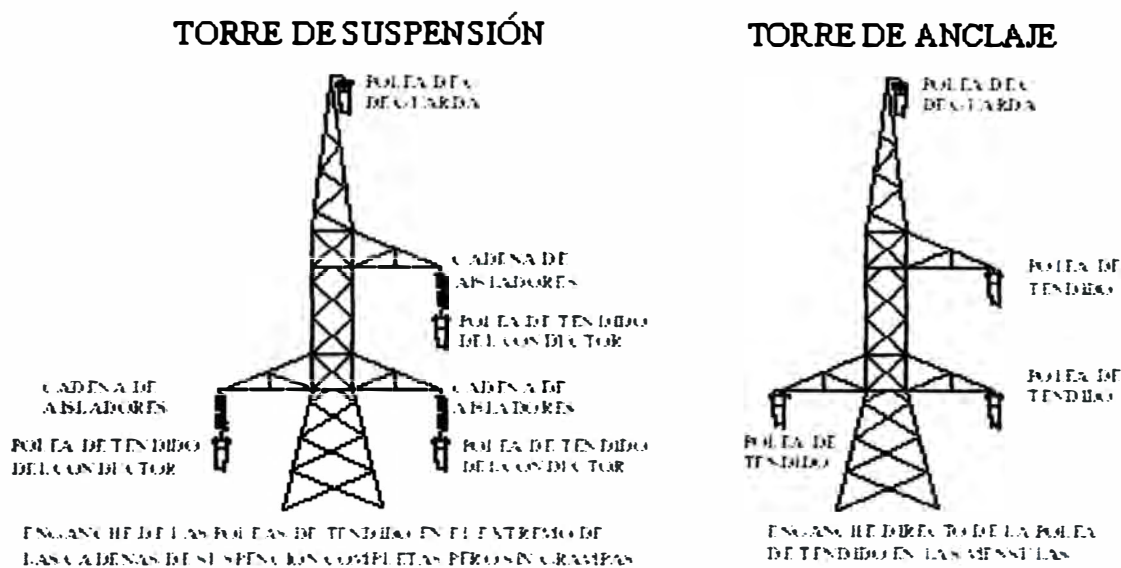 TORRE DE SUSPENSIÓN
POLEA DE C
DE GUARDA
CADENA DE
AISLADORES
POLEA DE TENDIDO
DEL CONDUCTOR
CADENA DE
AISLADORES
POLEA DE TENDIDO
DEL CONDUCTOR
CADENA DE
AISLADORES
POLEA DE TENDIDO
DEL CONDUCTOR
ENGANCHE DE LAS POLEAS DE TENDIDO EN EL EXTREMO DE
LAS CADENAS DE SUSPENCION COMPLETAS PERO SIN GRAMPAS
TORRE DE ANCLAJE
POLEA DE C
DE GUARDA
POLEA DE
TENDIDO
POLEA DE
TENDIDO
POLEA DE
TENDIDO
ENGANCHE DIRECTO DE LA POLEA
DE TENDIDO EN LAS MENSULAS